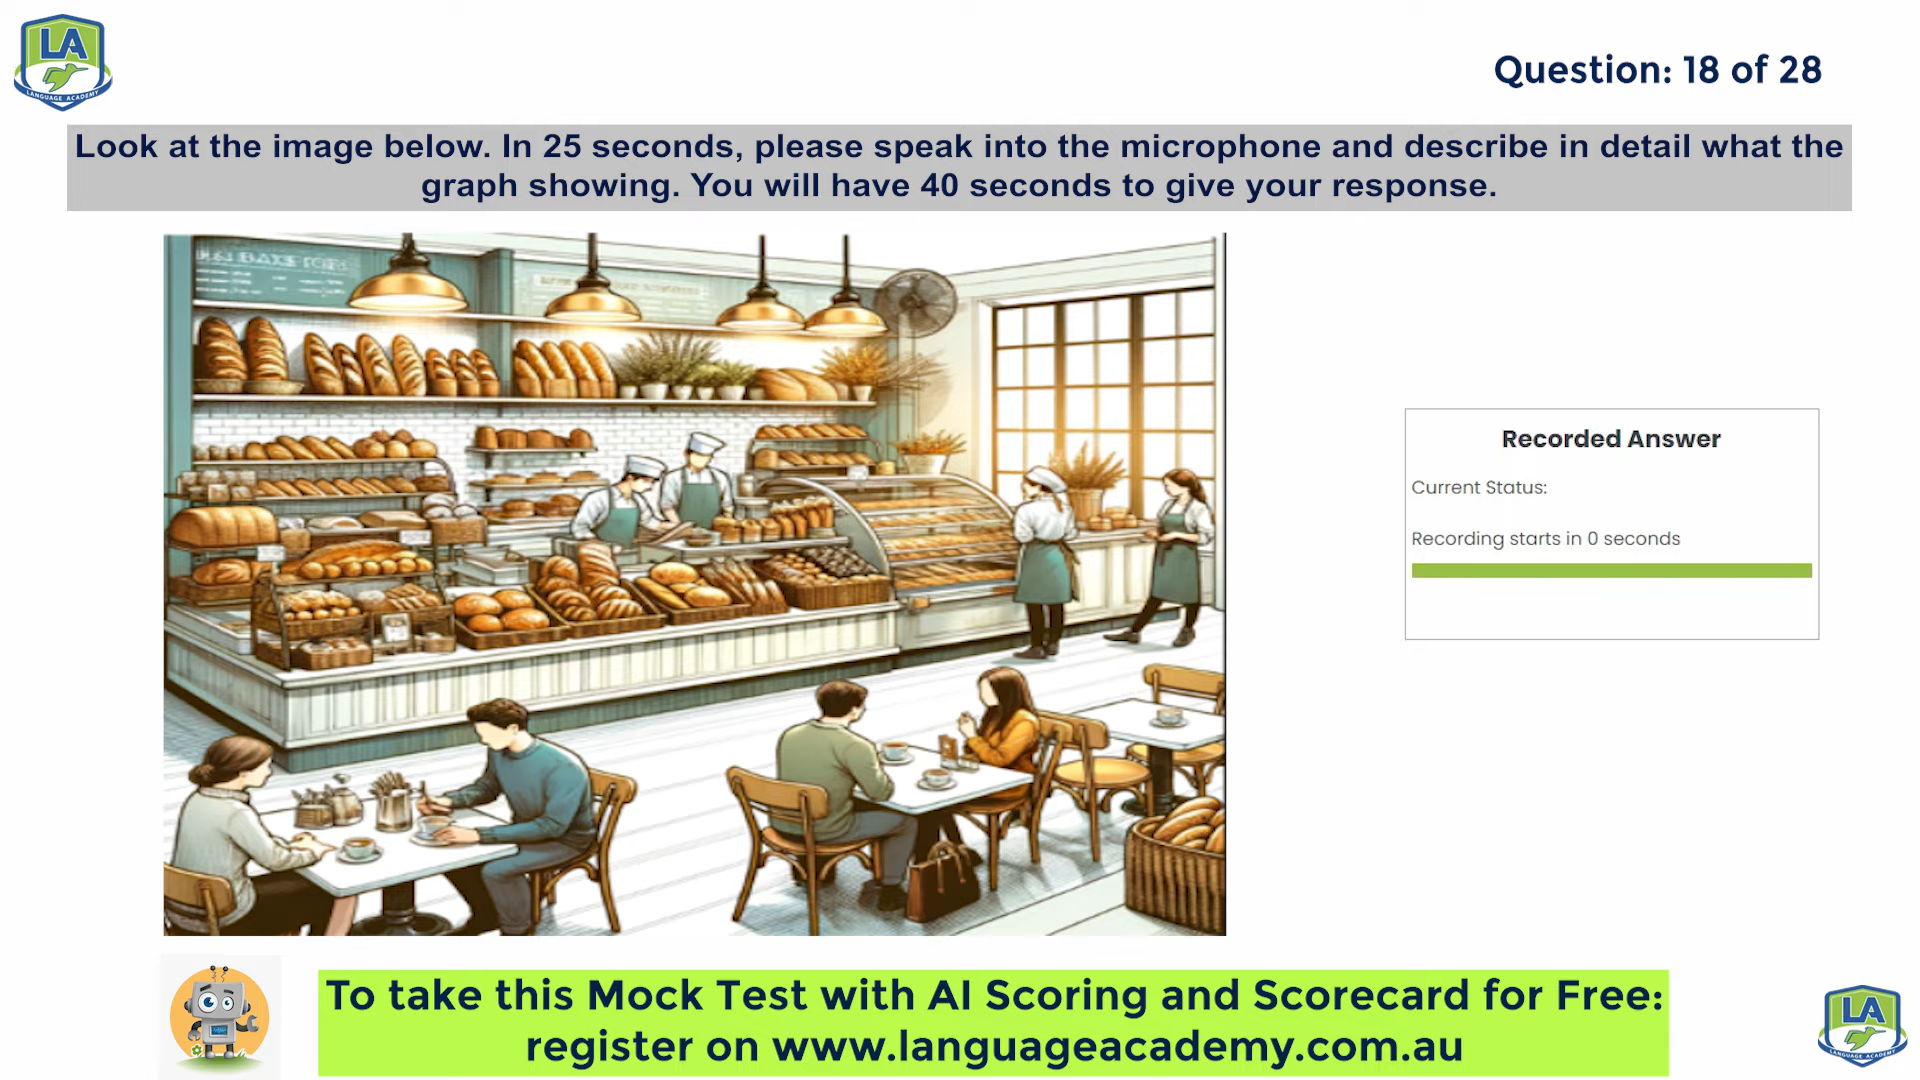 LA
LANGUAGE ACADEMY
Question: 18 of 28
Look at the image below. In 25 seconds, please speak into the microphone and describe in detail what the
graph showing. You will have 40 seconds to give your response.
Recorded Answer
Current Status:
Recording starts in 0 seconds
To take this Mock Test with AI Scoring and Scorecard for Free:
register on www.languageacademy.com.au
LA
LANGUAGE ACADEMY